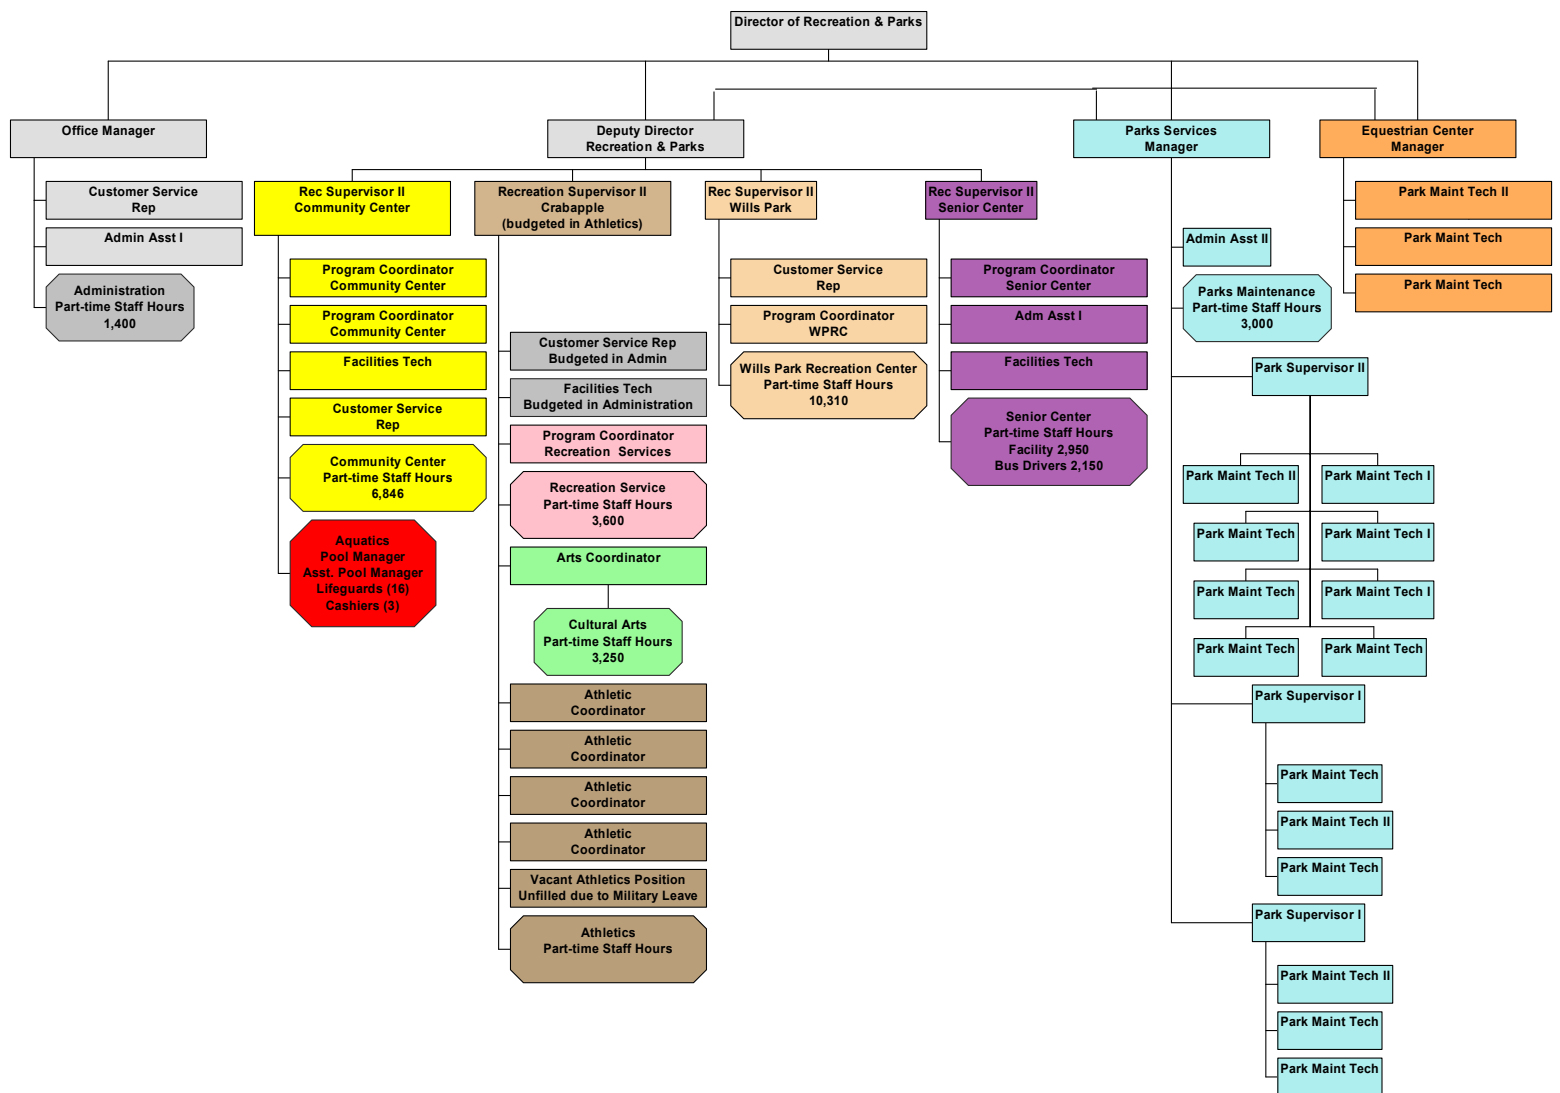 Director of Recreation & Parks
Office Manager
Customer Service
Rep
Admin Asst I
Administration
Part-time Staff Hours
1,400
Deputy Director
Recreation & Parks
Rec Supervisor II
Community Center
Program Coordinator
Community Center
Program Coordinator
Community Center
Facilities Tech
Customer Service
Rep
Community Center
Part-time Staff Hours
6,846
Aquatics
Pool Manager
Asst. Pool Manager
Lifeguards (16)
Cashiers (3)
Recreation Supervisor II
Crabapple
(budgeted in Athletics)
Customer Service Rep
Budgeted in Admin
Facilities Tech
Budgeted in Administration
Program Coordinator
Recreation Services
Recreation Service
Part-time Staff Hours
3,600
Arts Coordinator
Cultural Arts
Part-time Staff Hours
3,250
Athletic
Coordinator
Athletic
Coordinator
Athletic
Coordinator
Athletic
Coordinator
Vacant Athletics Position
Unfilled due to Military Leave
Athletics
Part-time Staff Hours
Rec Supervisor II
Wills Park
Customer Service
Rep
Program Coordinator
WPRC
Wills Park Recreation Center
Part-time Staff Hours
10,310
Rec Supervisor II
Senior Center
Program Coordinator
Senior Center
Adm Asst I
Facilities Tech
Senior Center
Part-time Staff Hours
Facility 2,950
Bus Drivers 2,150
Parks Services
Manager
Admin Asst II
Parks Maintenance
Part-time Staff Hours
3,000
Park Supervisor II
Park Maint Tech II
Park Maint Tech I
Park Maint Tech
Park Maint Tech I
Park Maint Tech
Park Maint Tech I
Park Maint Tech
Park Maint Tech
Park Supervisor I
Park Maint Tech
Park Maint Tech II
Park Maint Tech
Park Supervisor I
Park Maint Tech II
Park Maint Tech
Park Maint Tech
Equestrian Center
Manager
Park Maint Tech II
Park Maint Tech
Park Maint Tech